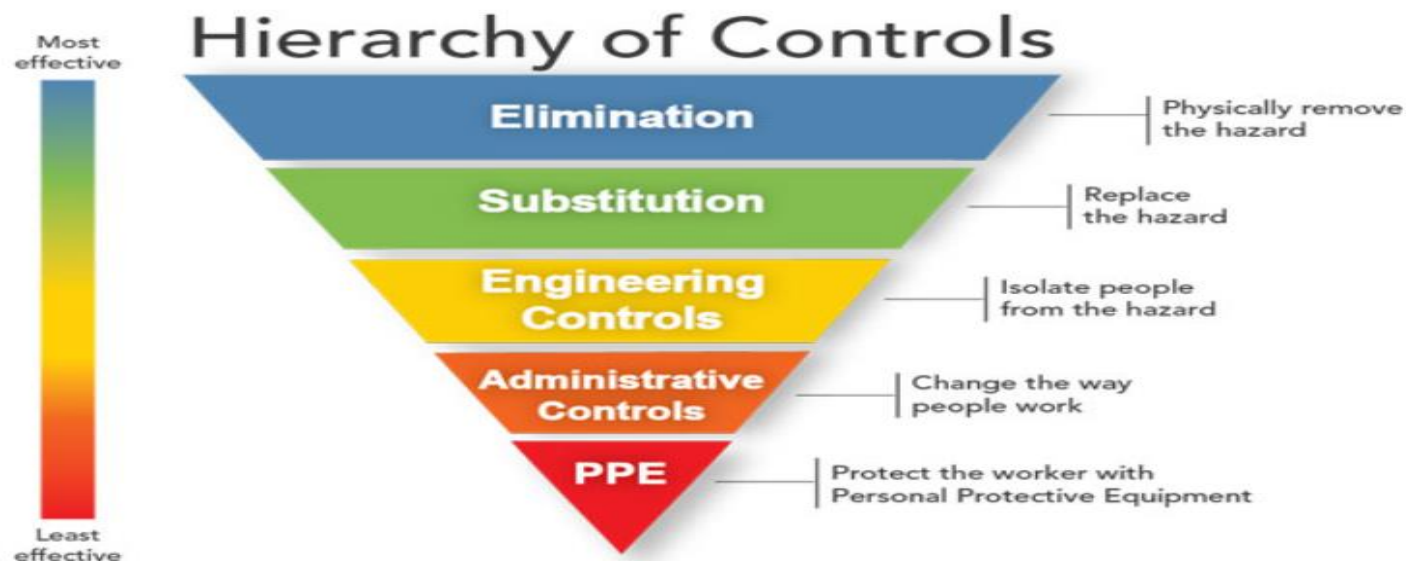 Hierarchy of Controls
Most
effective
Elimination
Physically remove
the hazard
Substitution
Replace
the hazard
Engineering
Controls
Isolate people
from the hazard
Administrative
Controls
Change the way
people work
PPE
Protect the worker with
Personal Protective Equipment
Least
effective